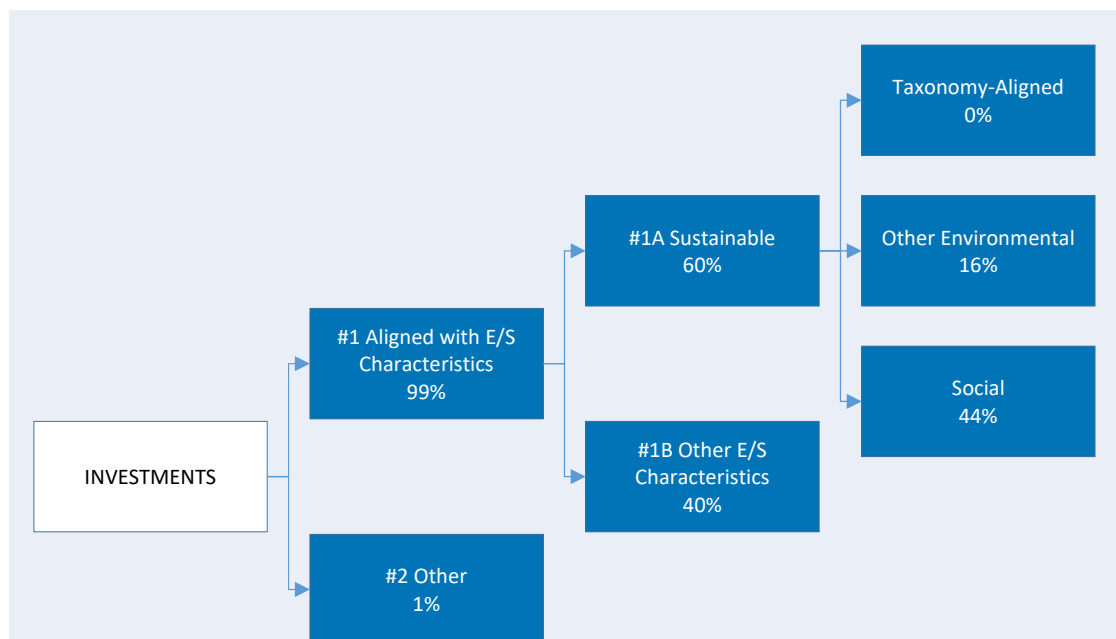 INVESTMENTS
#1 Aligned with E/S
Characteristics
99%
#2 Other
1%
#1A Sustainable
60%
#1B Other E/S
Characteristics
40%
Taxonomy-Aligned
0%
Other Environmental
16%
Social
44%